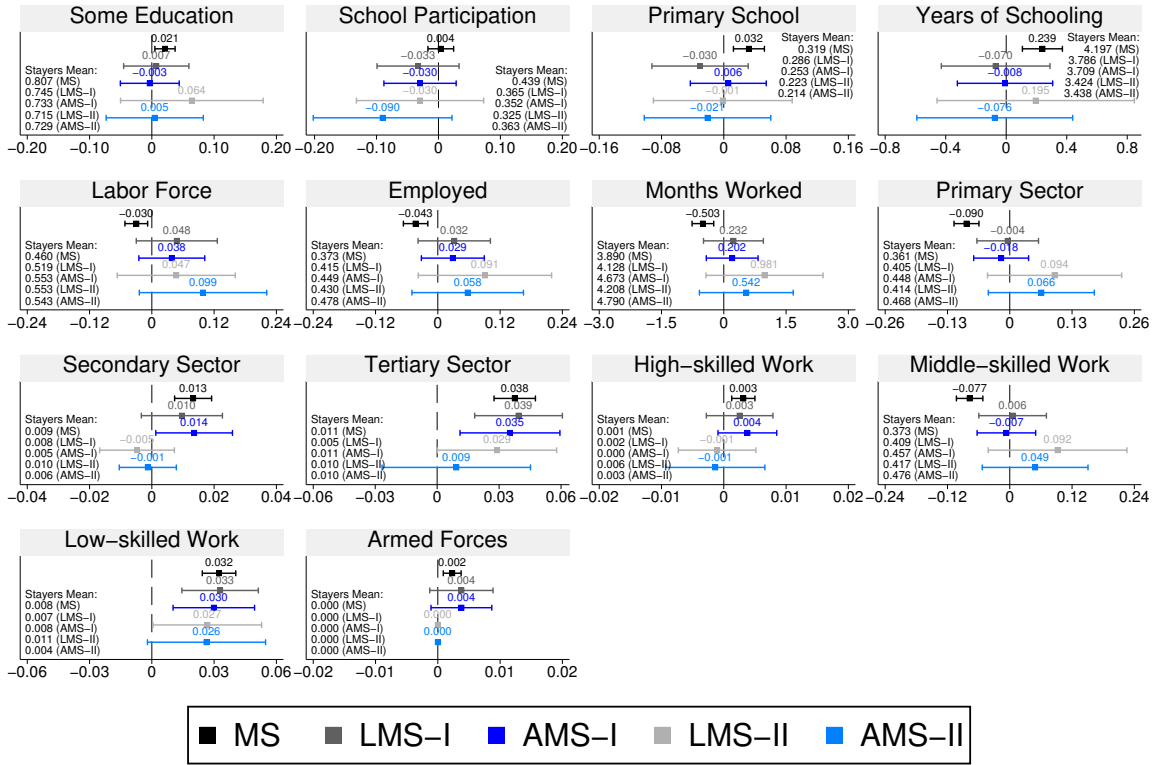 Some Education
0.021
0.007
−0.003
0.064
0.005
Stayers Mean:
0.807 (MS)
0.745 (LMS−I)
0.733 (AMS−I)
0.715 (LMS−II)
0.729 (AMS−II)
−0.20 −0.10 0 0.10 0.20
School Participation
0.004
−0.033
−0.030
−0.030
−0.090
Stayers Mean:
0.439 (MS)
0.365 (LMS−I)
0.352 (AMS−I)
0.325 (LMS−II)
0.363 (AMS−II)
−0.20 −0.10 0 0.10 0.20
Primary School
0.032
−0.030
0.006
−0.001
−0.021
Stayers Mean:
0.319 (MS)
0.286 (LMS−I)
0.253 (AMS−I)
0.223 (LMS−II)
0.214 (AMS−II)
−0.16 −0.08 0 0.08 0.16
Years of Schooling
0.239
−0.070
−0.008
0.195
−0.076
Stayers Mean:
4.197 (MS)
3.786 (LMS−I)
3.709 (AMS−I)
3.424 (LMS−II)
3.438 (AMS−II)
−0.8 −0.4 0 0.4 0.8
Labor Force
−0.030
0.048
0.038
0.047
0.099
Stayers Mean:
0.460 (MS)
0.519 (LMS−I)
0.553 (AMS−I)
0.553 (LMS−II)
0.543 (AMS−II)
−0.24 −0.12 0 0.12 0.24
Employed
−0.043
0.032
0.029
0.091
0.058
Stayers Mean:
0.373 (MS)
0.415 (LMS−I)
0.449 (AMS−I)
0.430 (LMS−II)
0.478 (AMS−II)
−0.24 −0.12 0 0.12 0.24
Months Worked
−0.503
0.232
0.202
0.981
0.542
Stayers Mean:
3.890 (MS)
4.128 (LMS−I)
4.673 (AMS−I)
4.208 (LMS−II)
4.790 (AMS−II)
−3.0 −1.5 0 1.5 3.0
Primary Sector
−0.090
−0.004
−0.018
0.094
0.066
Stayers Mean:
0.361 (MS)
0.405 (LMS−I)
0.448 (AMS−I)
0.414 (LMS−II)
0.468 (AMS−II)
−0.26 −0.13 0 0.13 0.26
Secondary Sector
0.013
0.010
0.014
−0.005
−0.001
Stayers Mean:
0.009 (MS)
0.008 (LMS−I)
0.005 (AMS−I)
0.010 (LMS−II)
0.006 (AMS−II)
−0.04 −0.02 0 0.02 0.04
Tertiary Sector
0.038
0.039
0.035
0.029
0.009
Stayers Mean:
0.011 (MS)
0.005 (LMS−I)
0.011 (AMS−I)
0.010 (LMS−II)
0.010 (AMS−II)
−0.06 −0.03 0 0.03 0.06
High−skilled Work
0.003
0.003
0.004
−0.001
−0.001
Stayers Mean:
0.001 (MS)
0.002 (LMS−I)
0.000 (AMS−I)
0.006 (LMS−II)
0.003 (AMS−II)
−0.02 −0.01 0 0.01 0.02
Middle−skilled Work
−0.077
0.006
−0.007
0.092
0.049
Stayers Mean:
0.373 (MS)
0.409 (LMS−I)
0.457 (AMS−I)
0.417 (LMS−II)
0.476 (AMS−II)
−0.24 −0.12 0 0.12 0.24
Low−skilled Work
0.032
0.033
0.030
0.027
0.026
Stayers Mean:
0.008 (MS)
0.007 (LMS−I)
0.008 (AMS−I)
0.011 (LMS−II)
0.004 (AMS−II)
−0.06 −0.03 0 0.03 0.06
Armed Forces
0.002
0.004
0.004
0.000
0.000
Stayers Mean:
0.000 (MS)
0.000 (LMS−I)
0.000 (AMS−I)
0.000 (LMS−II)
0.000 (AMS−II)
−0.02 −0.01 0 0.01 0.02
MS LMS−I AMS−I LMS−II AMS−II